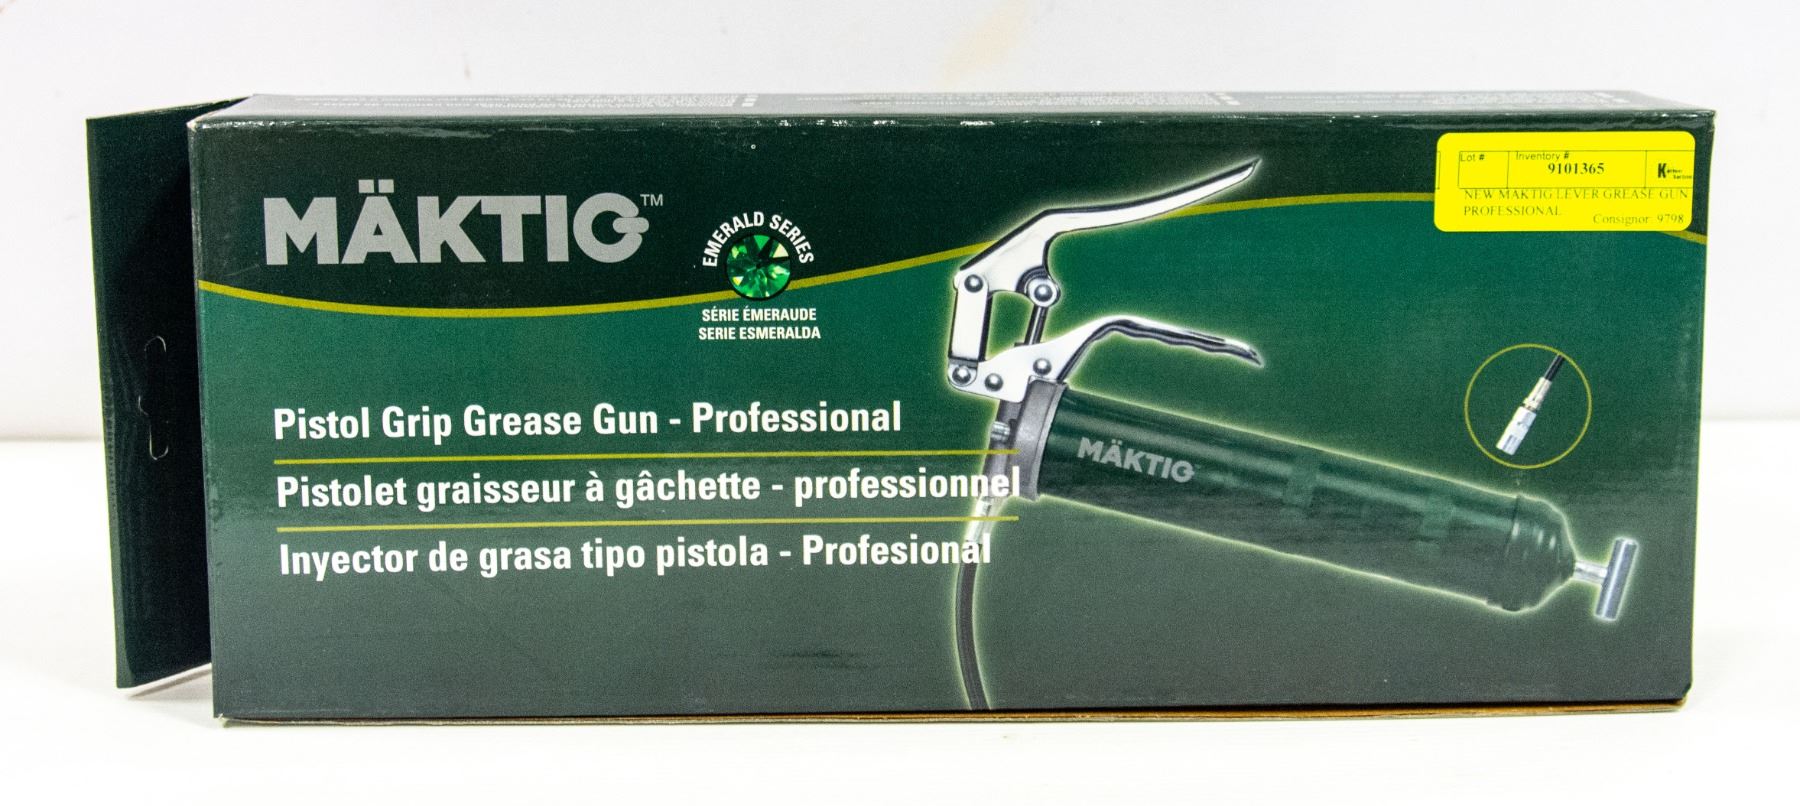 MÄKTIG™
EMERALD SERIES
SÉRIE ÉMERAUDE
SERIE ESMERALDA
Pistol Grip Grease Gun - Professional
Pistolet graisseur à gâchette - professionnel
Inyector de grasa tipo pistola - Profesional
MÄKTIG
Lot #
Inventory #
9101365
NEW MAKTIG LEVER GREASE GUN
PROFESSIONAL
Consignor: 9798